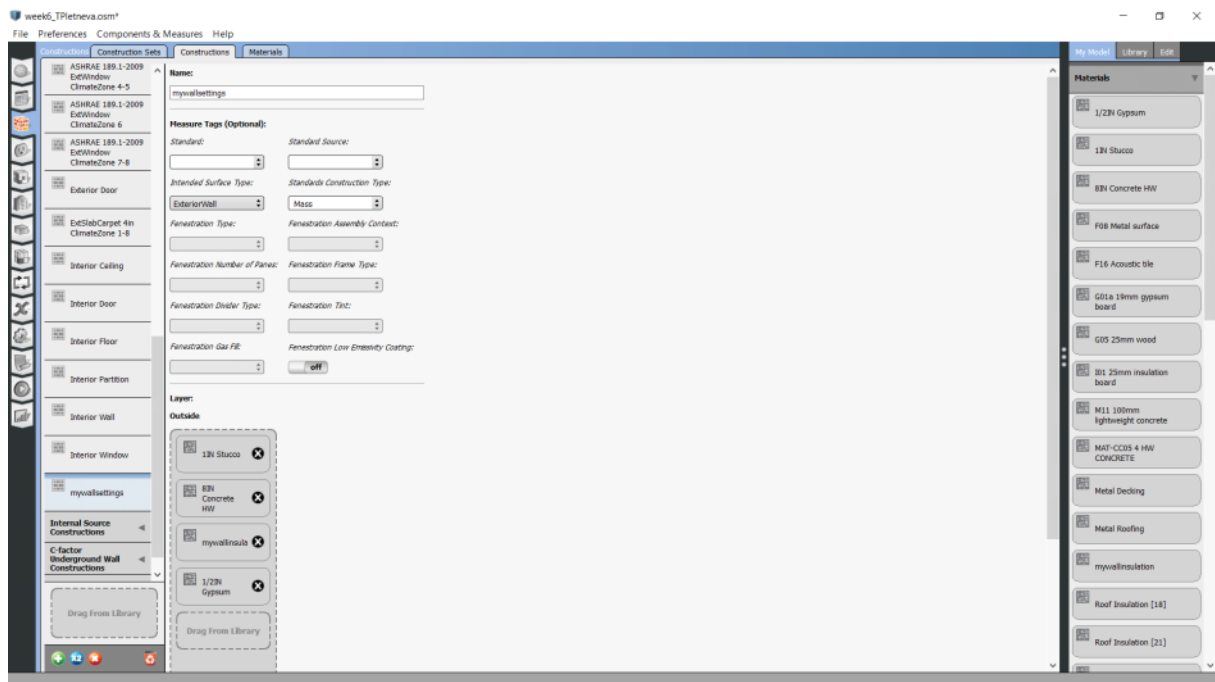 week6_TPletneva.osm*
File Preferences Components & Measures Help
Constructions Construction Sets Constructions Materials
My Model Library Edit
ASHRAE 189.1-2009
ExtWindow
ClimateZone 4-5
ASHRAE 189.1-2009
ExtWindow
ClimateZone 6
ASHRAE 189.1-2009
ExtWindow
ClimateZone 7-8
Exterior Door
ExtSlabCarpet 4in
ClimateZone 1-8
Interior Ceiling
Interior Door
Interior Floor
Interior Partition
Interior Wall
Interior Window
mywallsettings
Internal Source
Constructions
C-factor
Underground Wall
Constructions
Drag From Library
x2
Name:
mywallsettings
Measure Tags (Optional):
Standard: Standard Source:
Intended Surface Type: Standards Construction Type:
ExteriorWall Mass
Fenestration Type: Fenestration Assembly Context:
Fenestration Number of Panes: Fenestration Frame Type:
Fenestration Divider Type: Fenestration Tint:
Fenestration Gas Fill: Fenestration Low Emissivity Coating:
off
Layer:
Outside
1IN Stucco
8IN
Concrete
HW
mywallinsula
1/2IN
Gypsum
Drag From Library
Materials
1/2IN Gypsum
1IN Stucco
8IN Concrete HW
F08 Metal surface
F16 Acoustic tile
G01a 19mm gypsum
board
G05 25mm wood
I01 25mm insulation
board
M11 100mm
lightweight concrete
MAT-CC05 4 HW
CONCRETE
Metal Decking
Metal Roofing
mywallinsulation
Roof Insulation [18]
Roof Insulation [21]